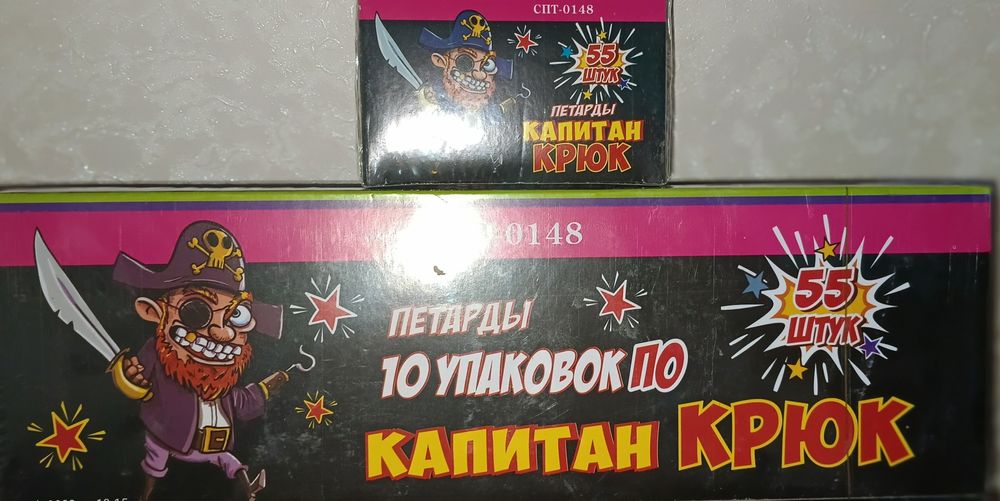 СПТ-0148
55
ШТУК
ПЕТАРДЫ
КАПИТАН
КРЮК
0148
55
ШТУК
ПЕТАРДЫ
10 УПАКОВОК ПО
КАПИТАН КРЮК